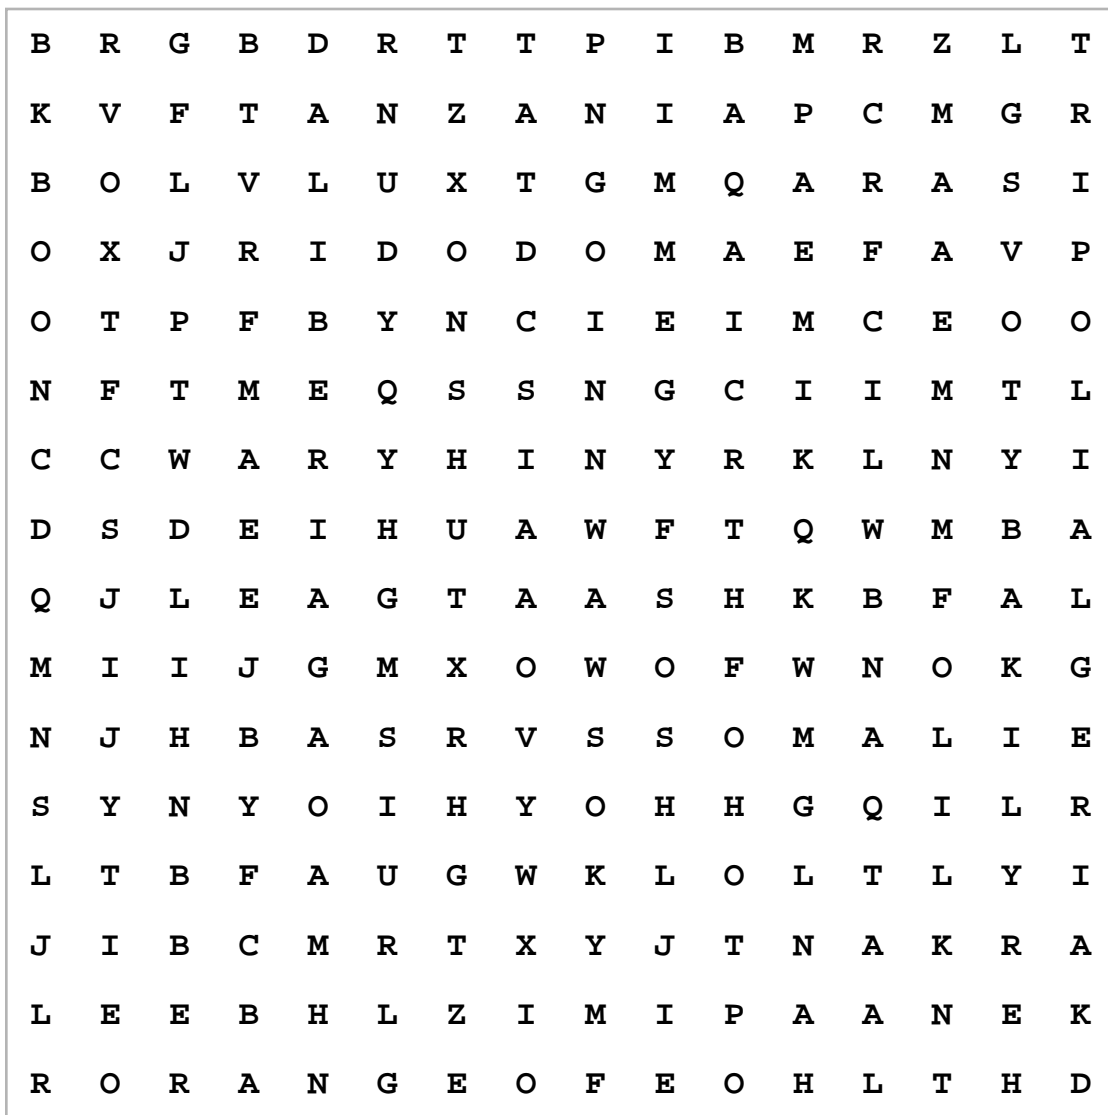 B R G B D R T T P I B M R Z L T
K V F T A N Z A N I A P C M G R
B O L V L U X T G M Q A R A S I
O X J R I D O D O M A E F A V P
O T P F B Y N C I E I M C E O O
N F T M E Q S S N G C I I M T L
C C W A R Y H I N Y R K L N Y I
D S D E I H U A W F T Q W M B A
Q J L E A G T A A S H K B F A L
M I I J G M X O W O F W N O K G
N J H B A S R V S S O M A L I E
S Y N Y O I H Y O H H G Q I L R
L T B F A U G W K L O L T L Y I
J I B C M R T X Y J T N A K R A
L E E B H L Z I M I P A A N E K
R O R A N G E O F E O H L T H D